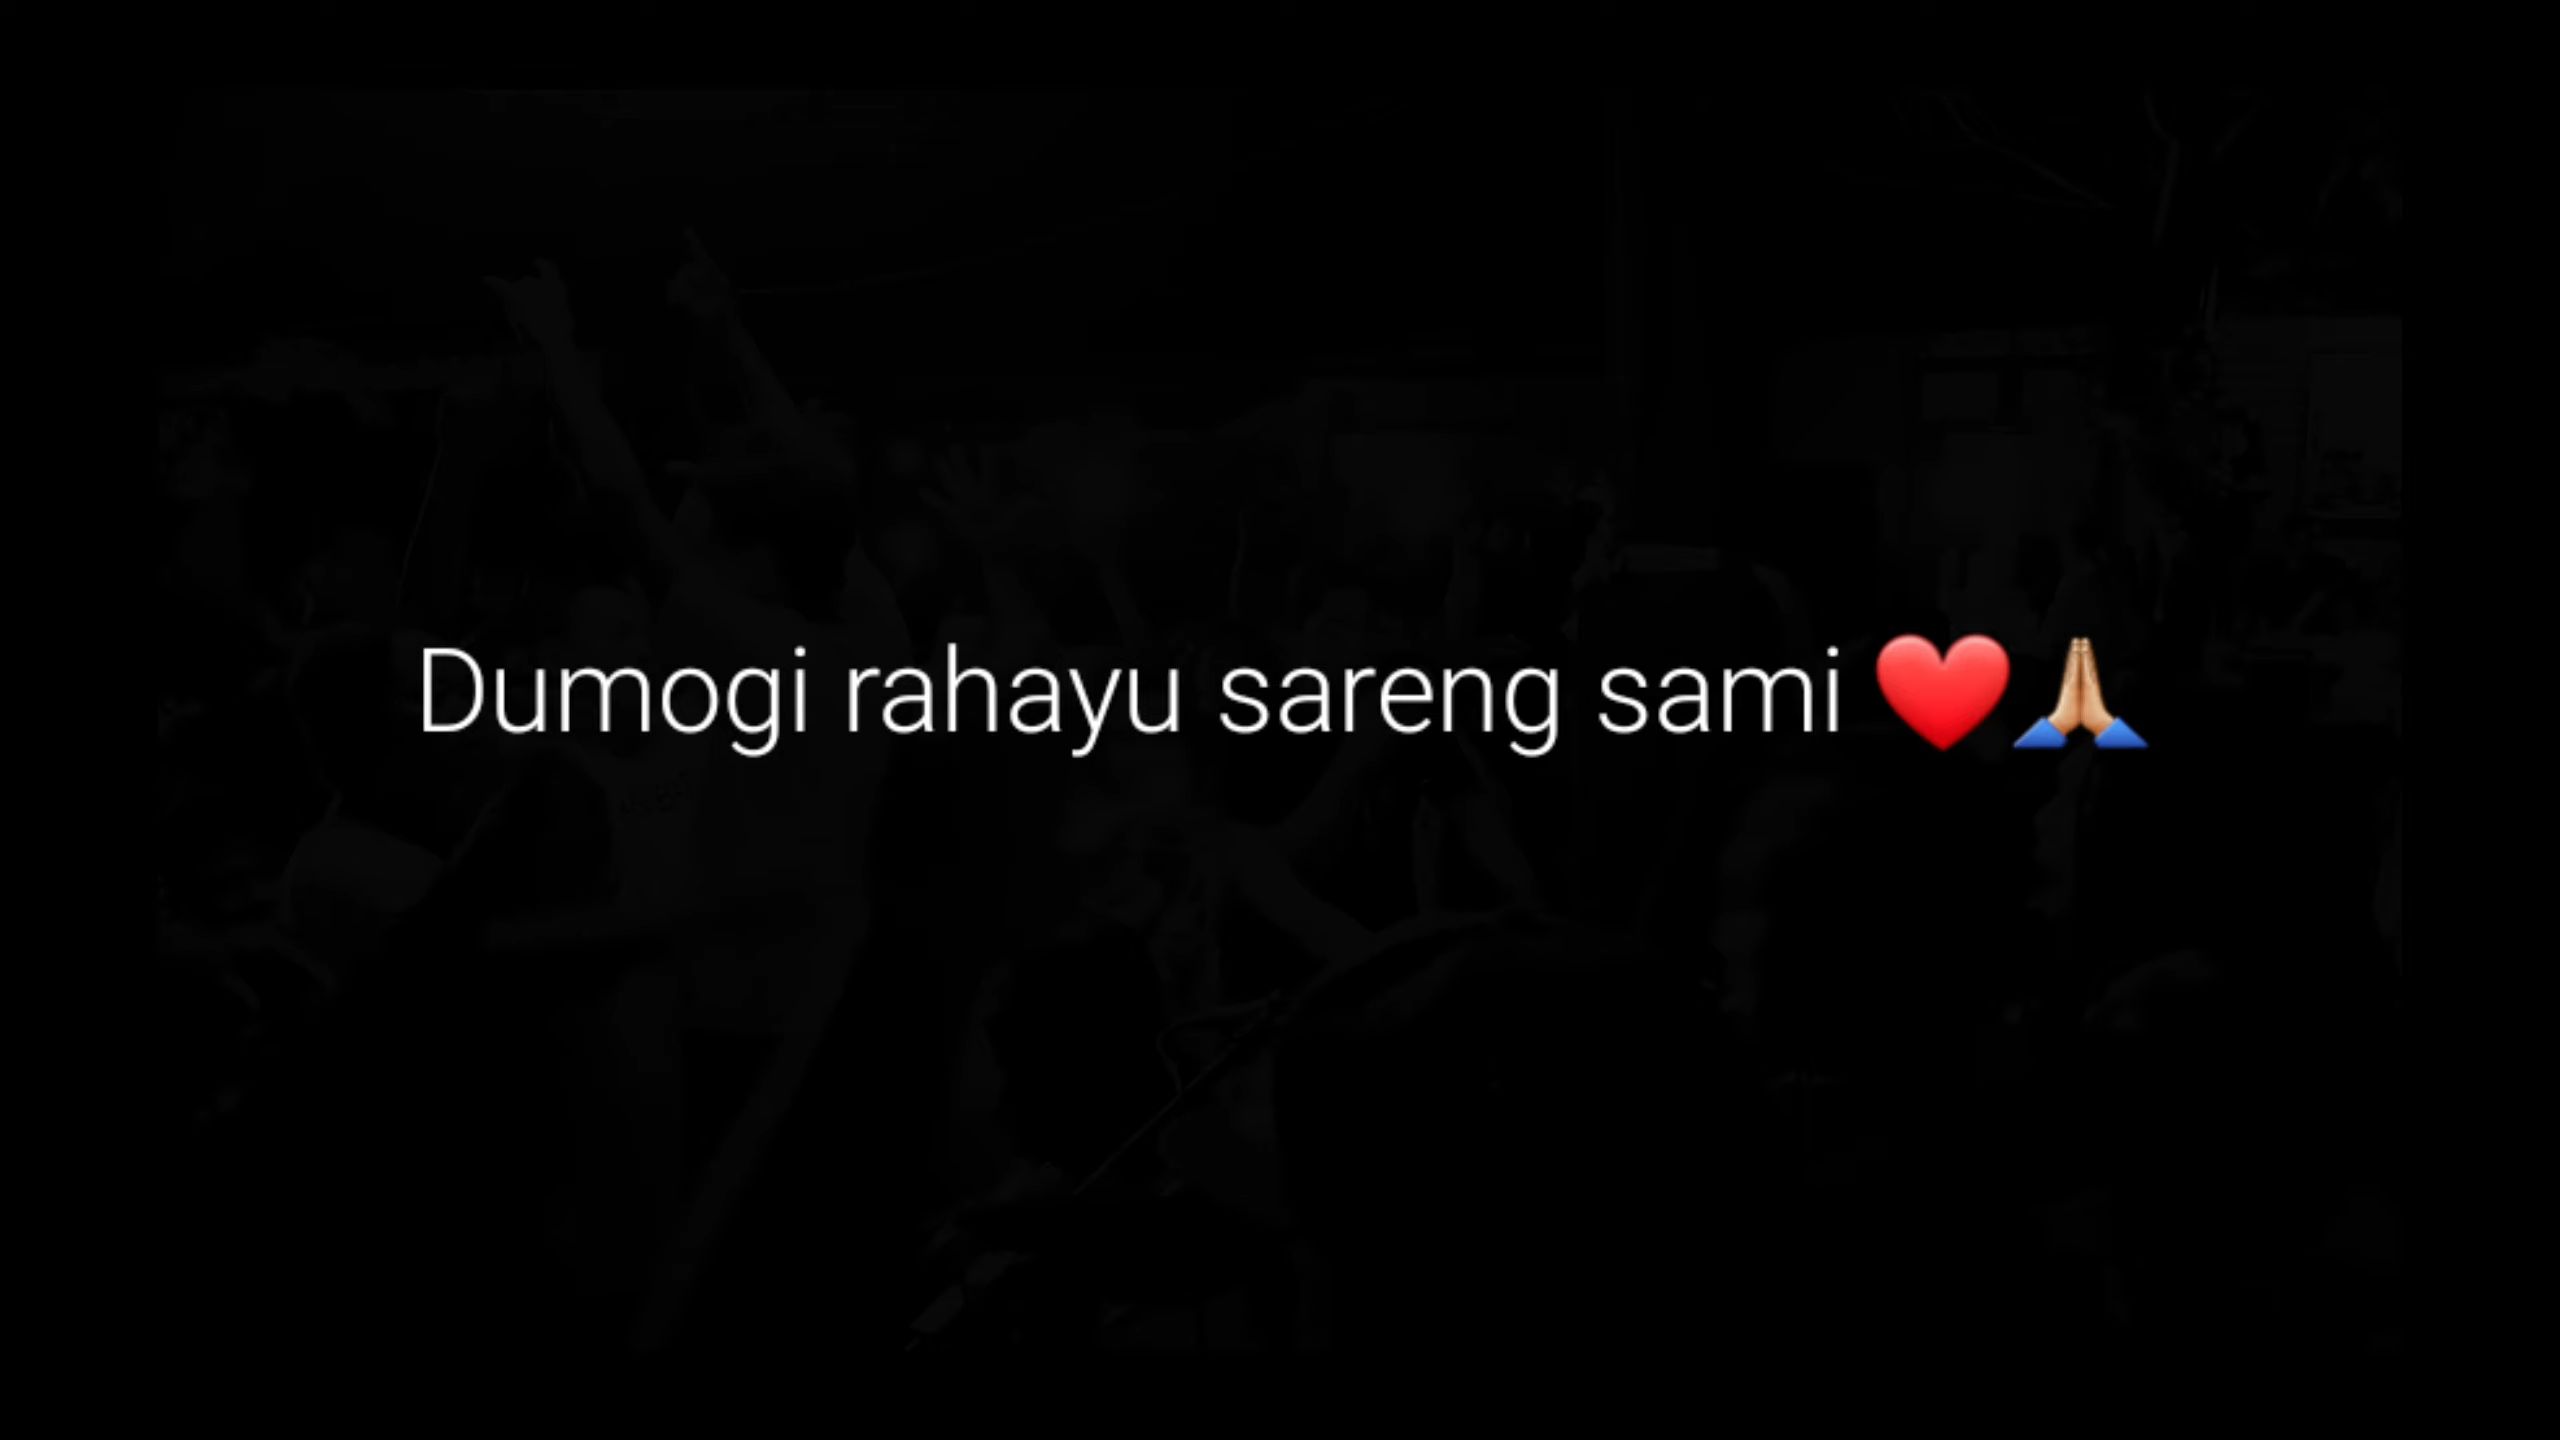 Dumogi rahayu sareng sami ❤️🙏🏼